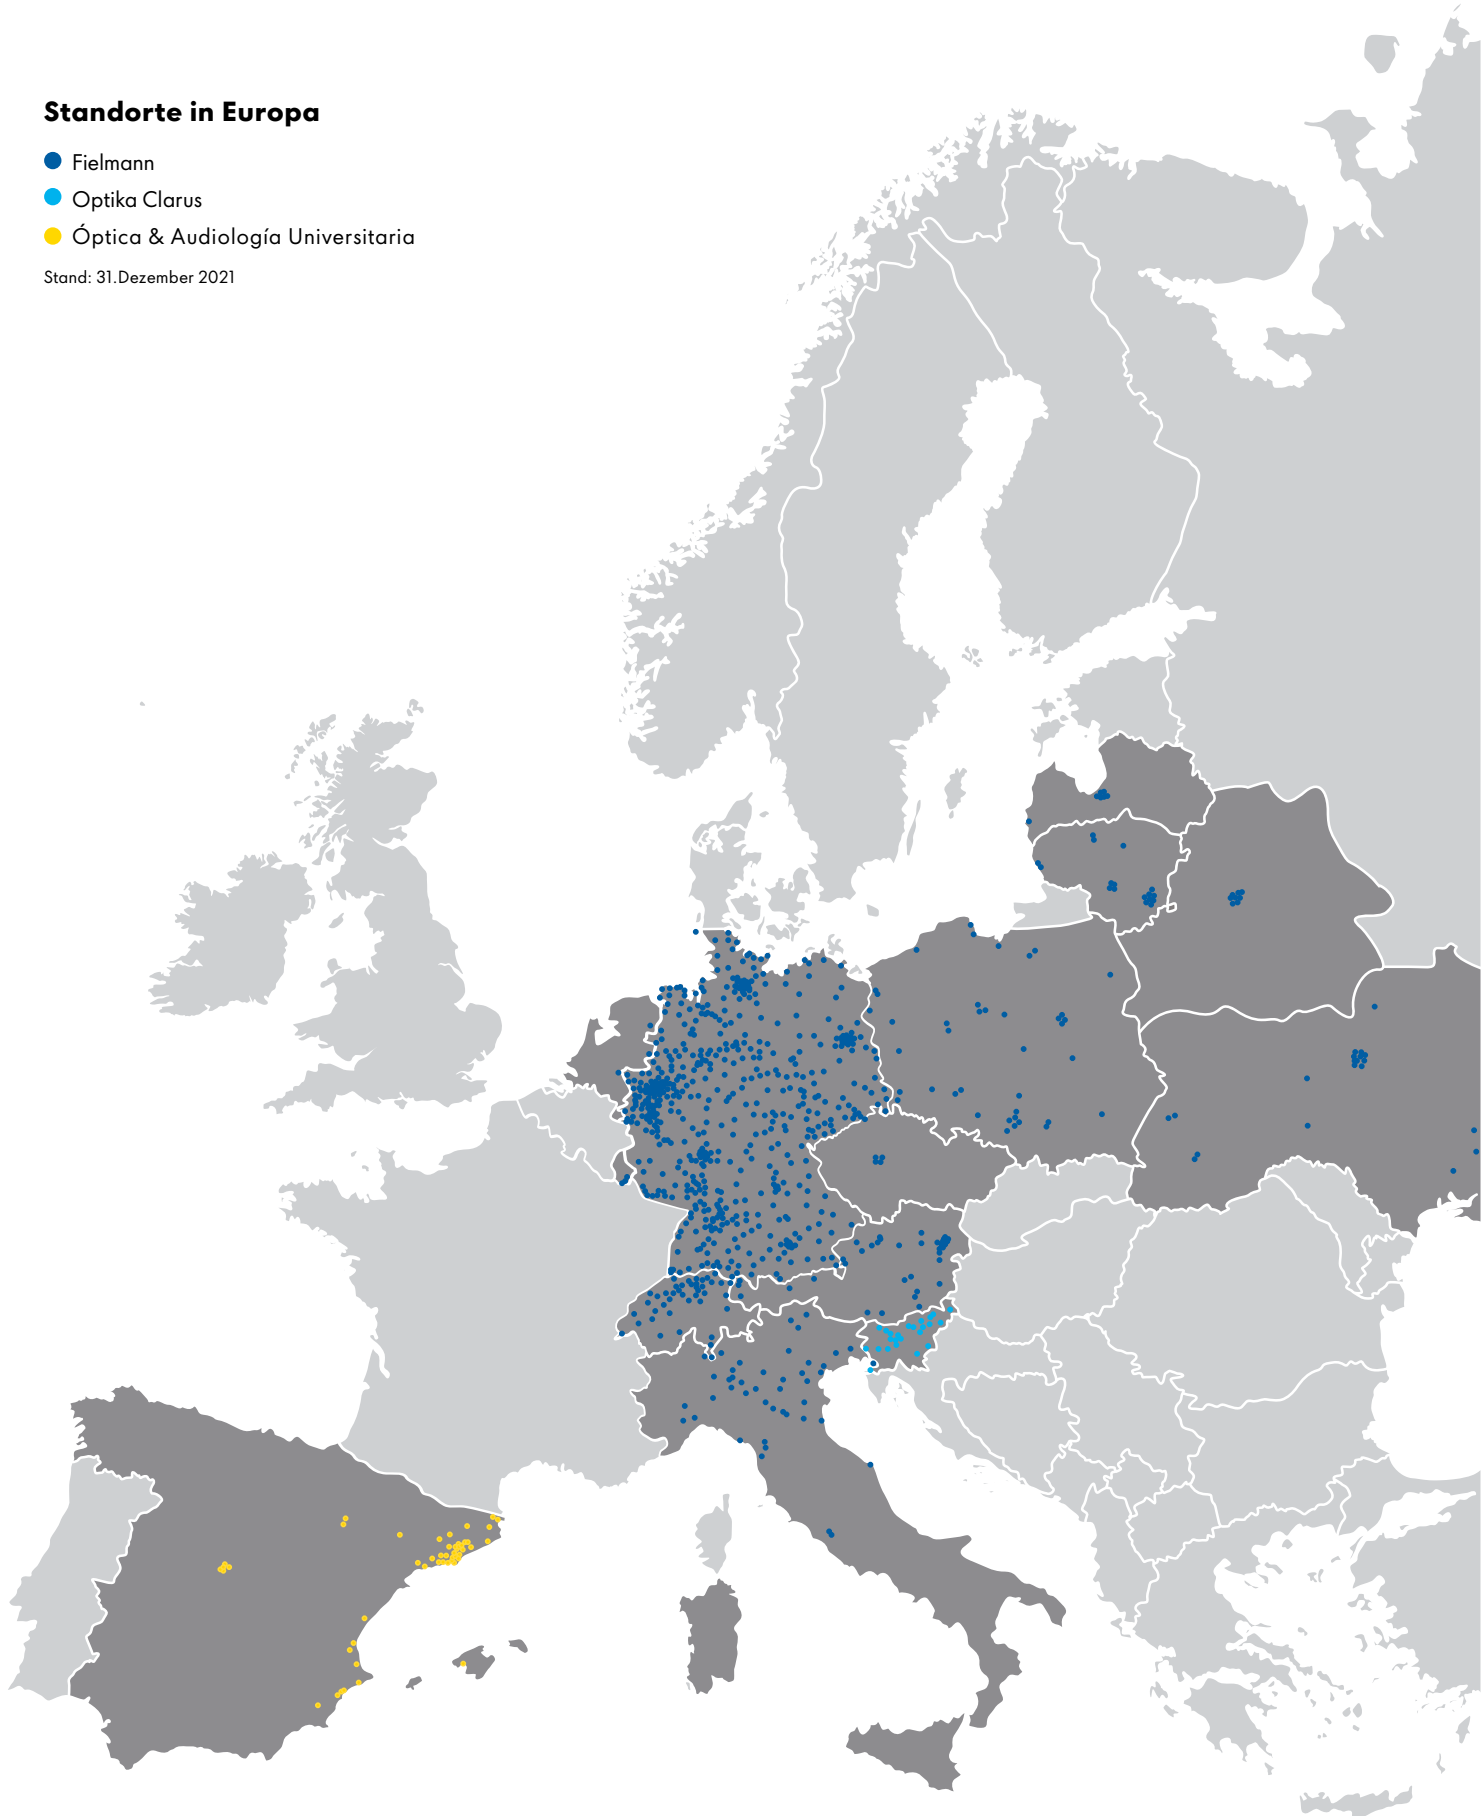 Standorte in Europa
Fielmann
Optika Clarus
Óptica & Audiología Universitaria
Stand: 31.Dezember 2021